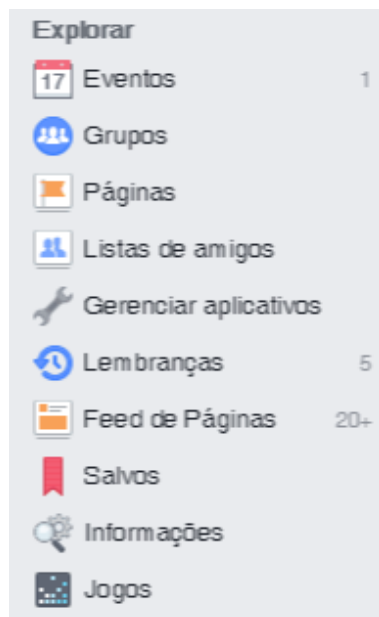 Explorar
17 Eventos 1
Grupos
Páginas
Listas de amigos
Gerenciar aplicativos
Lembranças 5
Feed de Páginas 20+
Salvos
Informações
Jogos